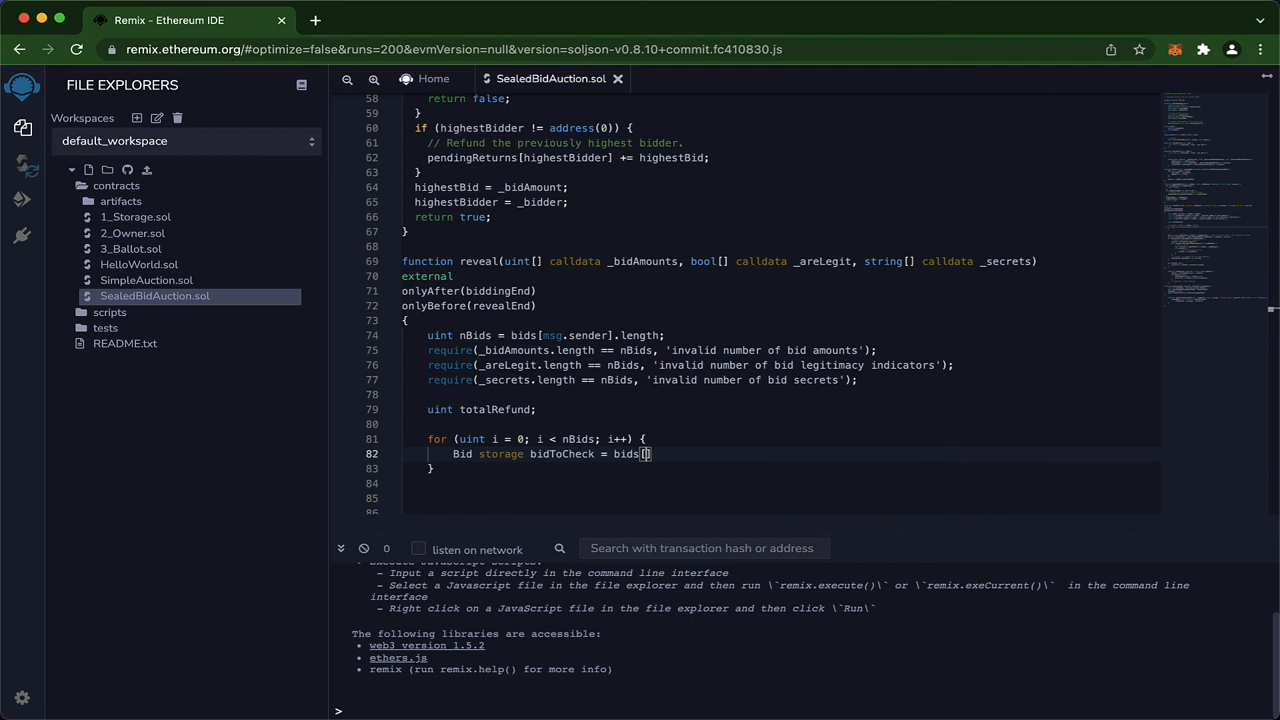 Remix - Ethereum IDE
remix.ethereum.org/#optimize=false&runs=200&evmVersion=null&version=soljson-v0.8.10+commit.fc410830.js
FILE EXPLORERS
Workspaces
default_workspace
contracts
artifacts
1_Storage.sol
2_Owner.sol
3_Ballot.sol
HelloWorld.sol
SimpleAuction.sol
SealedBidAuction.sol
scripts
tests
README.txt
Home
SealedBidAuction.sol
58 return false;
59 }
60 if (highestBidder != address(0)) {
61 // Refund the previously highest bidder.
62 pendingReturns[highestBidder] += highestBid;
63 }
64 highestBid = _bidAmount;
65 highestBidder = _bidder;
66 return true;
67 }
68
69 function reveal(uint[] calldata _bidAmounts, bool[] calldata _areLegit, string[] calldata _secrets)
70 external
71 onlyAfter(biddingEnd)
72 onlyBefore(revealEnd)
73 {
74 uint nBids = bids[msg.sender].length;
75 require(_bidAmounts.length == nBids, 'invalid number of bid amounts');
76 require(_areLegit.length == nBids, 'invalid number of bid legitimacy indicators');
77 require(_secrets.length == nBids, 'invalid number of bid secrets');
78
79 uint totalRefund;
80
81 for (uint i = 0; i < nBids; i++) {
82 Bid storage bidToCheck = bids[]
83 }
84
85
86
0
listen on network
Search with transaction hash or address
Execute JavaScript scripts:
- Input a script directly in the command line interface
- Select a Javascript file in the file explorer and then run \`remix.execute()\` or \`remix.exeCurrent()\` in the command line
interface
- Right click on a JavaScript file in the file explorer and then click \`Run\`
The following libraries are accessible:
• web3 version 1.5.2
• ethers.js
• remix (run remix.help() for more info)
>